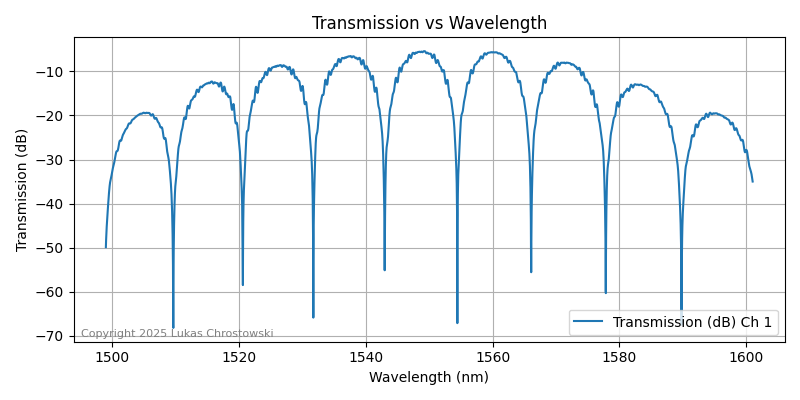 Transmission vs Wavelength
Transmission (dB)
−10
−20
−30
−40
−50
−60
−70
Copyright 2025 Lukas Chrostowski
Transmission (dB) Ch 1
1500 1520 1540 1560 1580 1600
Wavelength (nm)